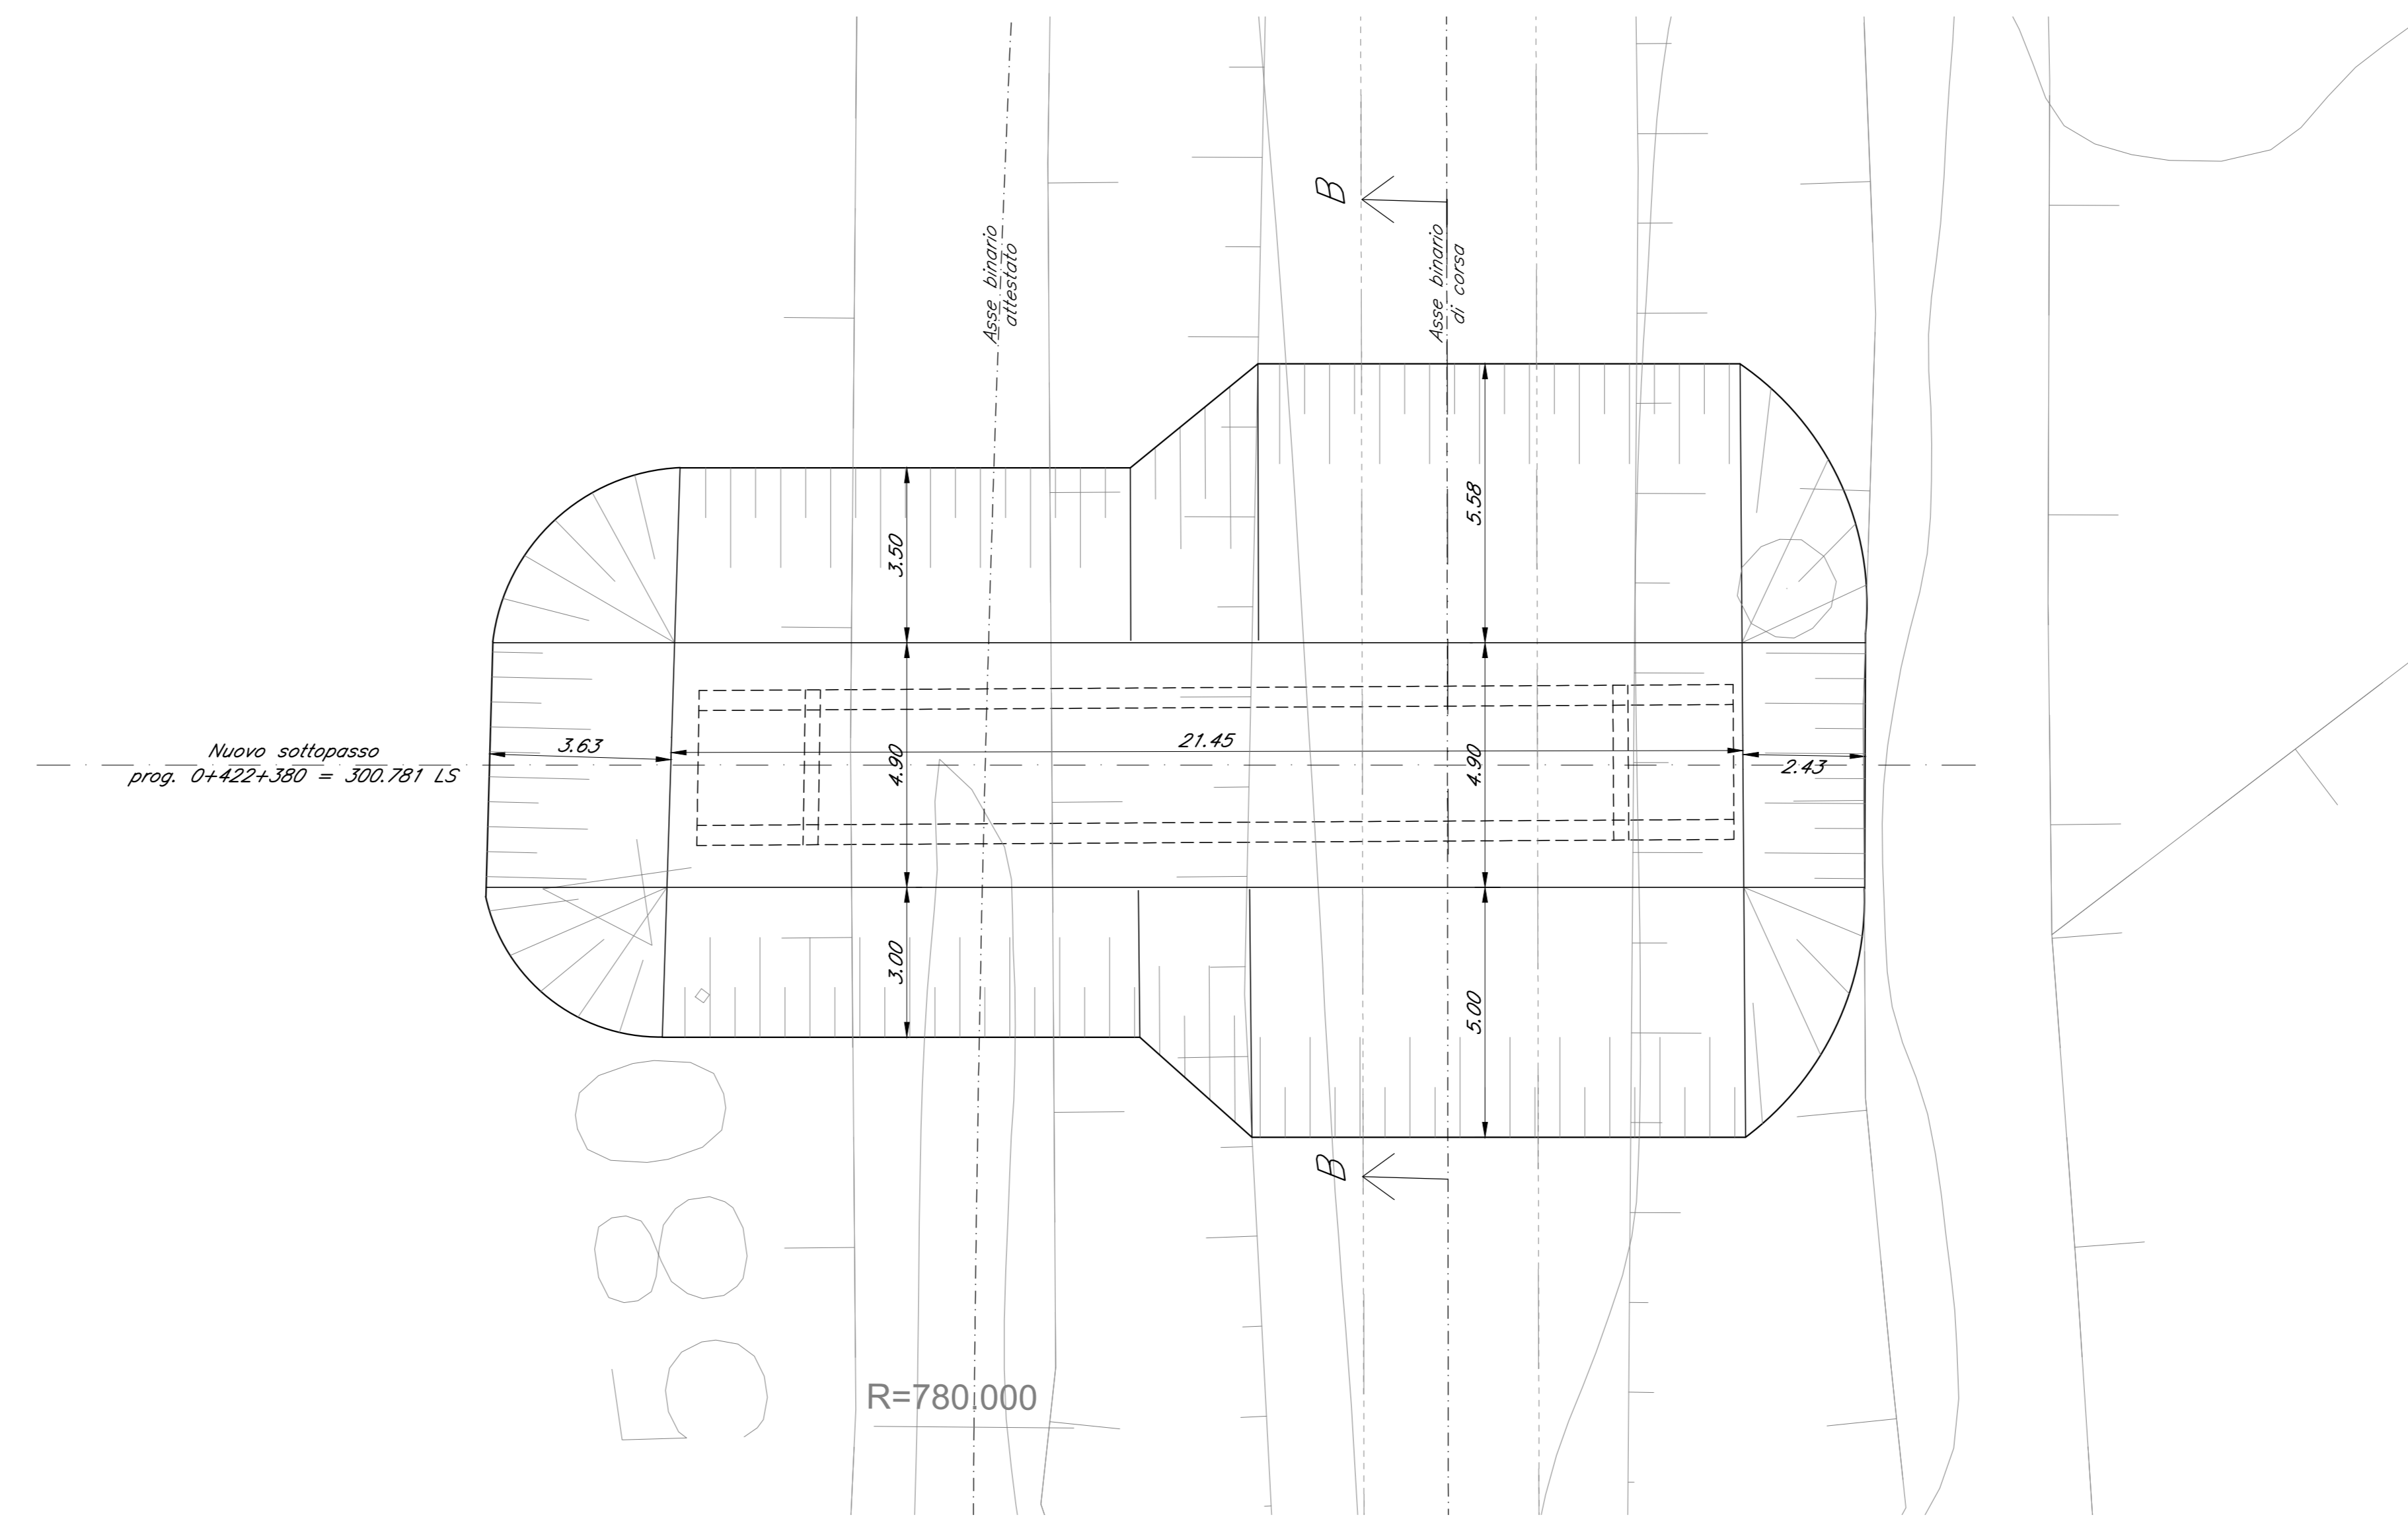 B
Asse binario
attestato
Asse binario
di corsa
5.58
3.50
Nuovo sottopasso
prog. 0+422+380 = 300.781 LS
3.63
21.45
4.90
4.90
2.43
3.00
5.00
B
580
R=780.000